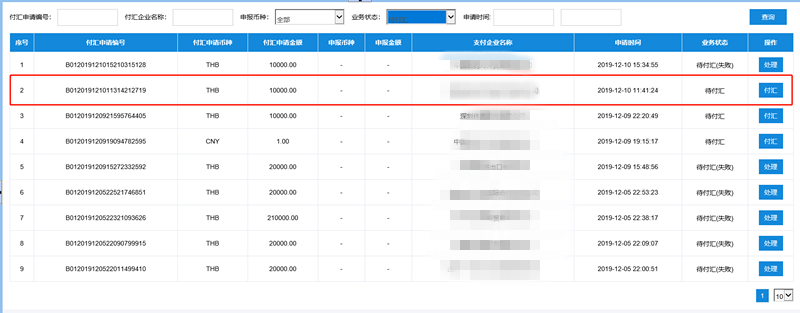 付汇申请编号: 付汇企业名称: 申报币种: 全部 业务状态: 申请时间: 查询
序号 付汇申请编号 付汇申请币种 付汇申请金额 申报币种 申报金额 支付企业名称 申请时间 业务状态 操作
1 B012019121015210315128 THB 10000.00 - - 2019-12-10 15:34:55 待付汇(失败) 处理
2 B012019121011314212719 THB 10000.00 - - 2019-12-10 11:41:24 待付汇 付汇
3 B012019120921595764405 THB 10000.00 - - 2019-12-09 22:20:49 待付汇 付汇
4 B012019120919094782595 CNY 1.00 - - 2019-12-09 19:15:17 待付汇 付汇
5 B012019120915272332592 THB 20000.00 - - 2019-12-09 15:48:56 待付汇(失败) 处理
6 B012019120522521746851 THB 20000.00 - - 2019-12-05 22:53:23 待付汇(失败) 处理
7 B012019120522321093626 THB 210000.00 - - 2019-12-05 22:38:17 待付汇(失败) 处理
8 B012019120522090799915 THB 20000.00 - - 2019-12-05 22:09:07 待付汇(失败) 处理
9 B012019120522011499410 THB 20000.00 - - 2019-12-05 22:00:51 待付汇(失败) 处理
1 10